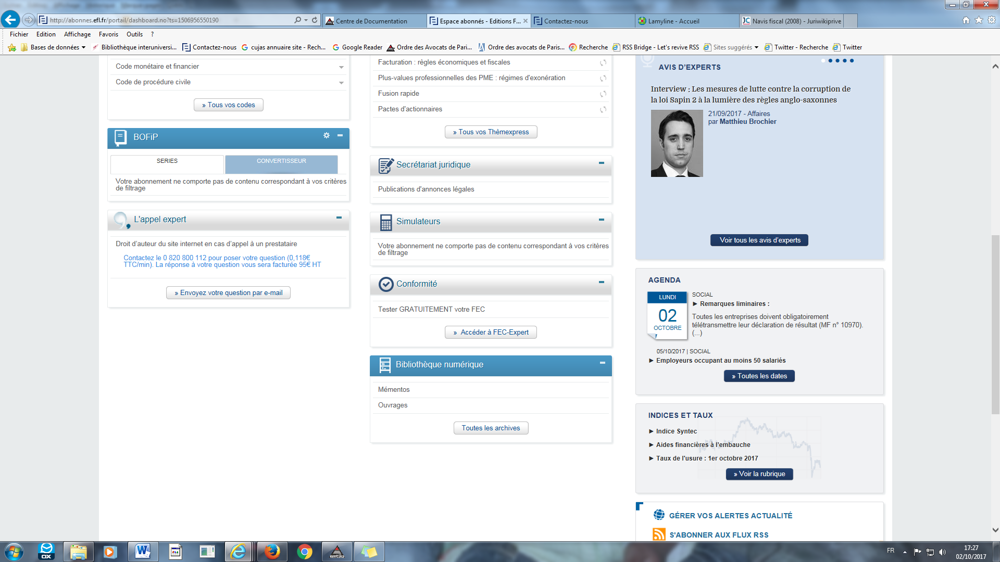 http://abonnes.efl.fr/portail/dashboard.no?ts=1506956550190
Centre de Documentation
Espace abonnés - Editions F...
Contactez-nous
Lamyline - Accueil
Navis fiscal (2008) - Juriwikiprive
Fichier Edition Affichage Favoris Outils ?
Bases de données
Bibliothèque interuniversi...
Contactez-nous
cujas annuaire site - Rech...
Google Reader
Ordre des Avocats de Pari...
Ordre des avocats de Paris...
Recherche
RSS Bridge - Let's revive RSS
Sites suggérés
Twitter - Recherche
Twitter
Code monétaire et financier
Code de procédure civile
» Tous vos codes
BOFiP
SERIES
CONVERTISSEUR
Votre abonnement ne comporte pas de contenu correspondant à vos critères
de filtrage
L'appel expert
Droit d’auteur du site internet en cas d’appel à un prestataire
Contactez le 0 820 800 112 pour poser votre question (0,118€
TTC/min). La réponse à votre question vous sera facturée 95€ HT
» Envoyez votre question par e-mail
Facturation : règles économiques et fiscales
Plus-values professionnelles des PME : régimes d'exonération
Fusion rapide
Pactes d'actionnaires
» Tous vos Thèmexpress
Secrétariat juridique
Publications d'annonces légales
Simulateurs
Votre abonnement ne comporte pas de contenu correspondant à vos critères
de filtrage
Conformité
Tester GRATUITEMENT votre FEC
» Accéder à FEC-Expert
Bibliothèque numérique
Mémentos
Ouvrages
Toutes les archives
AVIS D’EXPERTS
Interview : Les mesures de lutte contre la corruption de
la loi Sapin 2 à la lumière des règles anglo-saxonnes
21/09/2017 - Affaires
par Matthieu Brochier
Voir tous les avis d’experts
AGENDA
LUNDI
02
OCTOBRE
SOCIAL
► Remarques liminaires :
Toutes les entreprises doivent obligatoirement
télétransmettre leur déclaration de résultat (MF n° 10970).
(...)
05/10/2017 | SOCIAL
► Employeurs occupant au moins 50 salariés
» Toutes les dates
INDICES ET TAUX
► Indice Syntec
► Aides financières à l’embauche
► Taux de l'usure : 1er octobre 2017
» Voir la rubrique
GÉRER VOS ALERTES ACTUALITÉ
S'ABONNER AUX FLUX RSS
OX
kentika
FR
17:27
02/10/2017